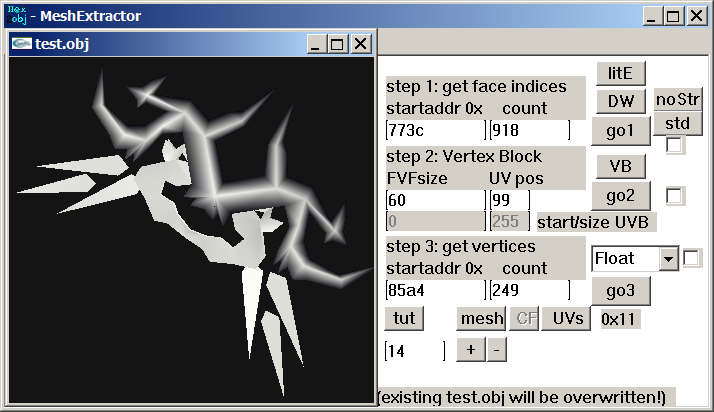 Hex
obj - MeshExtractor
test.obj
litE
step 1: get face indices
DW noStr
startaddr 0x count
773c 918 go1 std
step 2: Vertex Block
VB
FVFsize UV pos
60 99 go2
0 255 start/size UVB
step 3: get vertices
Float
startaddr 0x count
85a4 249 go3
tut mesh CF UVs 0x11
14 + -
(existing test.obj will be overwritten!)